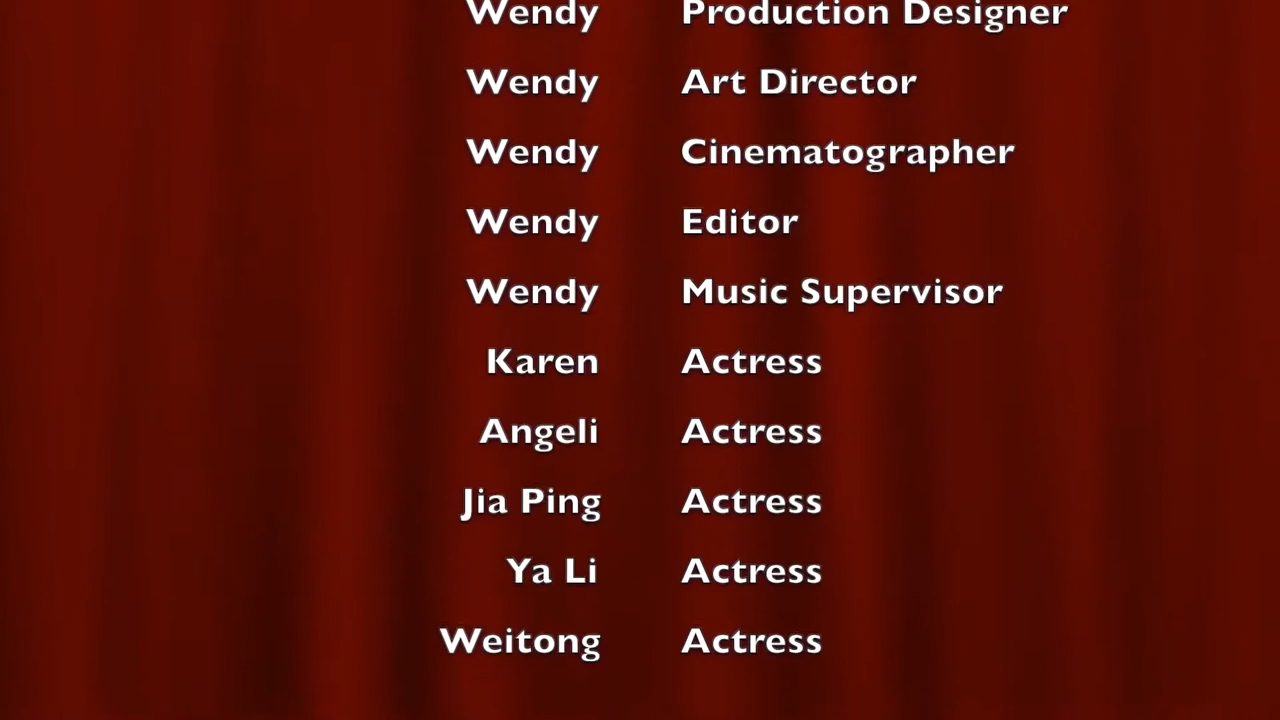 Wendy Production Designer
Wendy Art Director
Wendy Cinematographer
Wendy Editor
Wendy Music Supervisor
Karen Actress
Angeli Actress
Jia Ping Actress
Ya Li Actress
Weitong Actress